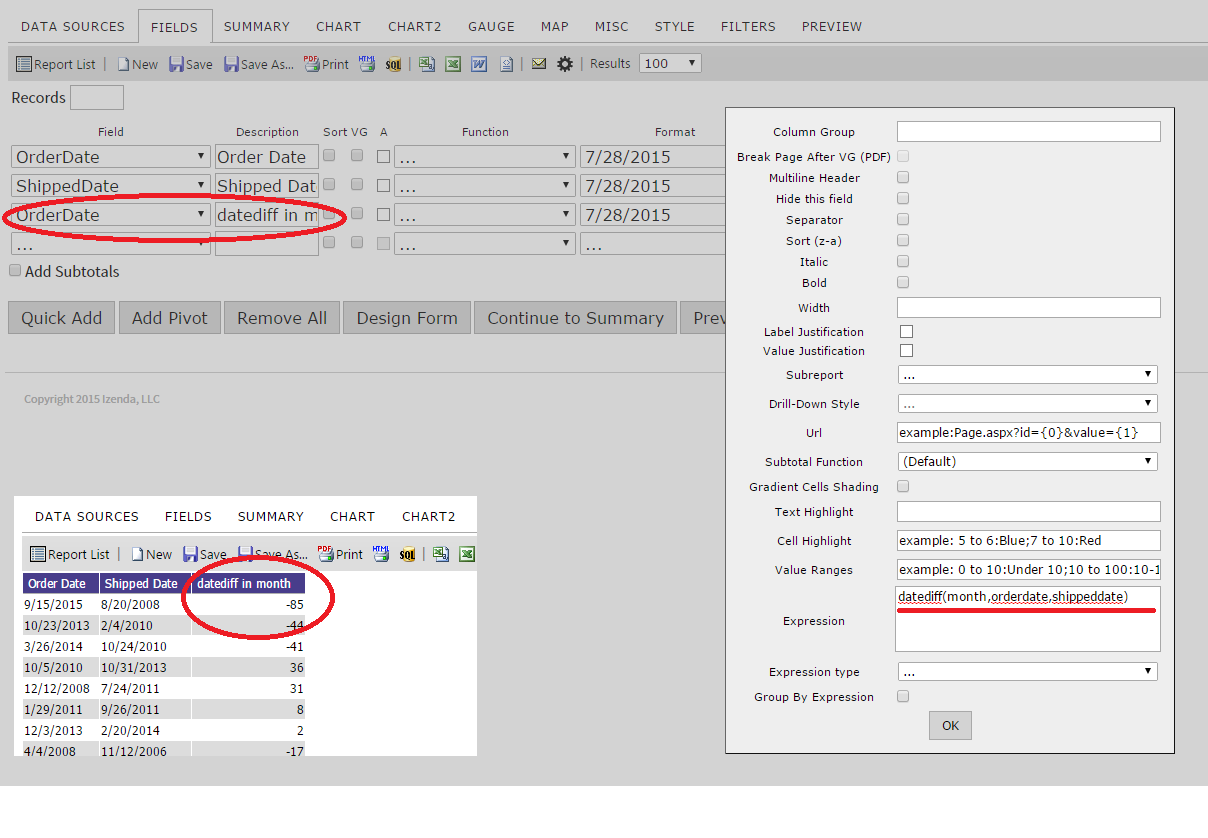 DATA SOURCES FIELDS SUMMARY CHART CHART2 GAUGE MAP MISC STYLE FILTERS PREVIEW
Report List | New Save Save As... PDF Print HTML SQL | | Results 100
Records
Field Description Sort VG A Function Format
OrderDate Order Date ... 7/28/2015
ShippedDate Shipped Dat ... 7/28/2015
OrderDate datediff in m ... 7/28/2015
... ... ...
Add Subtotals
Quick Add Add Pivot Remove All Design Form Continue to Summary Prev
Copyright 2015 Izenda, LLC
Column Group
Break Page After VG (PDF)
Multiline Header
Hide this field
Separator
Sort (z-a)
Italic
Bold
Width
Label Justification
Value Justification
Subreport ...
Drill-Down Style ...
Url example:Page.aspx?id={0}&value={1}
Subtotal Function (Default)
Gradient Cells Shading
Text Highlight
Cell Highlight example: 5 to 6:Blue;7 to 10:Red
Value Ranges example: 0 to 10:Under 10;10 to 100:10-1
Expression datediff(month,orderdate,shippeddate)
Expression type ...
Group By Expression
OK
DATA SOURCES FIELDS SUMMARY CHART CHART2
Report List | New Save Save As... PDF Print HTML SQL |
Order Date Shipped Date datediff in month
9/15/2015 8/20/2008 -85
10/23/2013 2/4/2010 -44
3/26/2014 10/24/2010 -41
10/5/2010 10/31/2013 36
12/12/2008 7/24/2011 31
1/29/2011 9/26/2011 8
12/3/2013 2/20/2014 2
4/4/2008 11/12/2006 -17